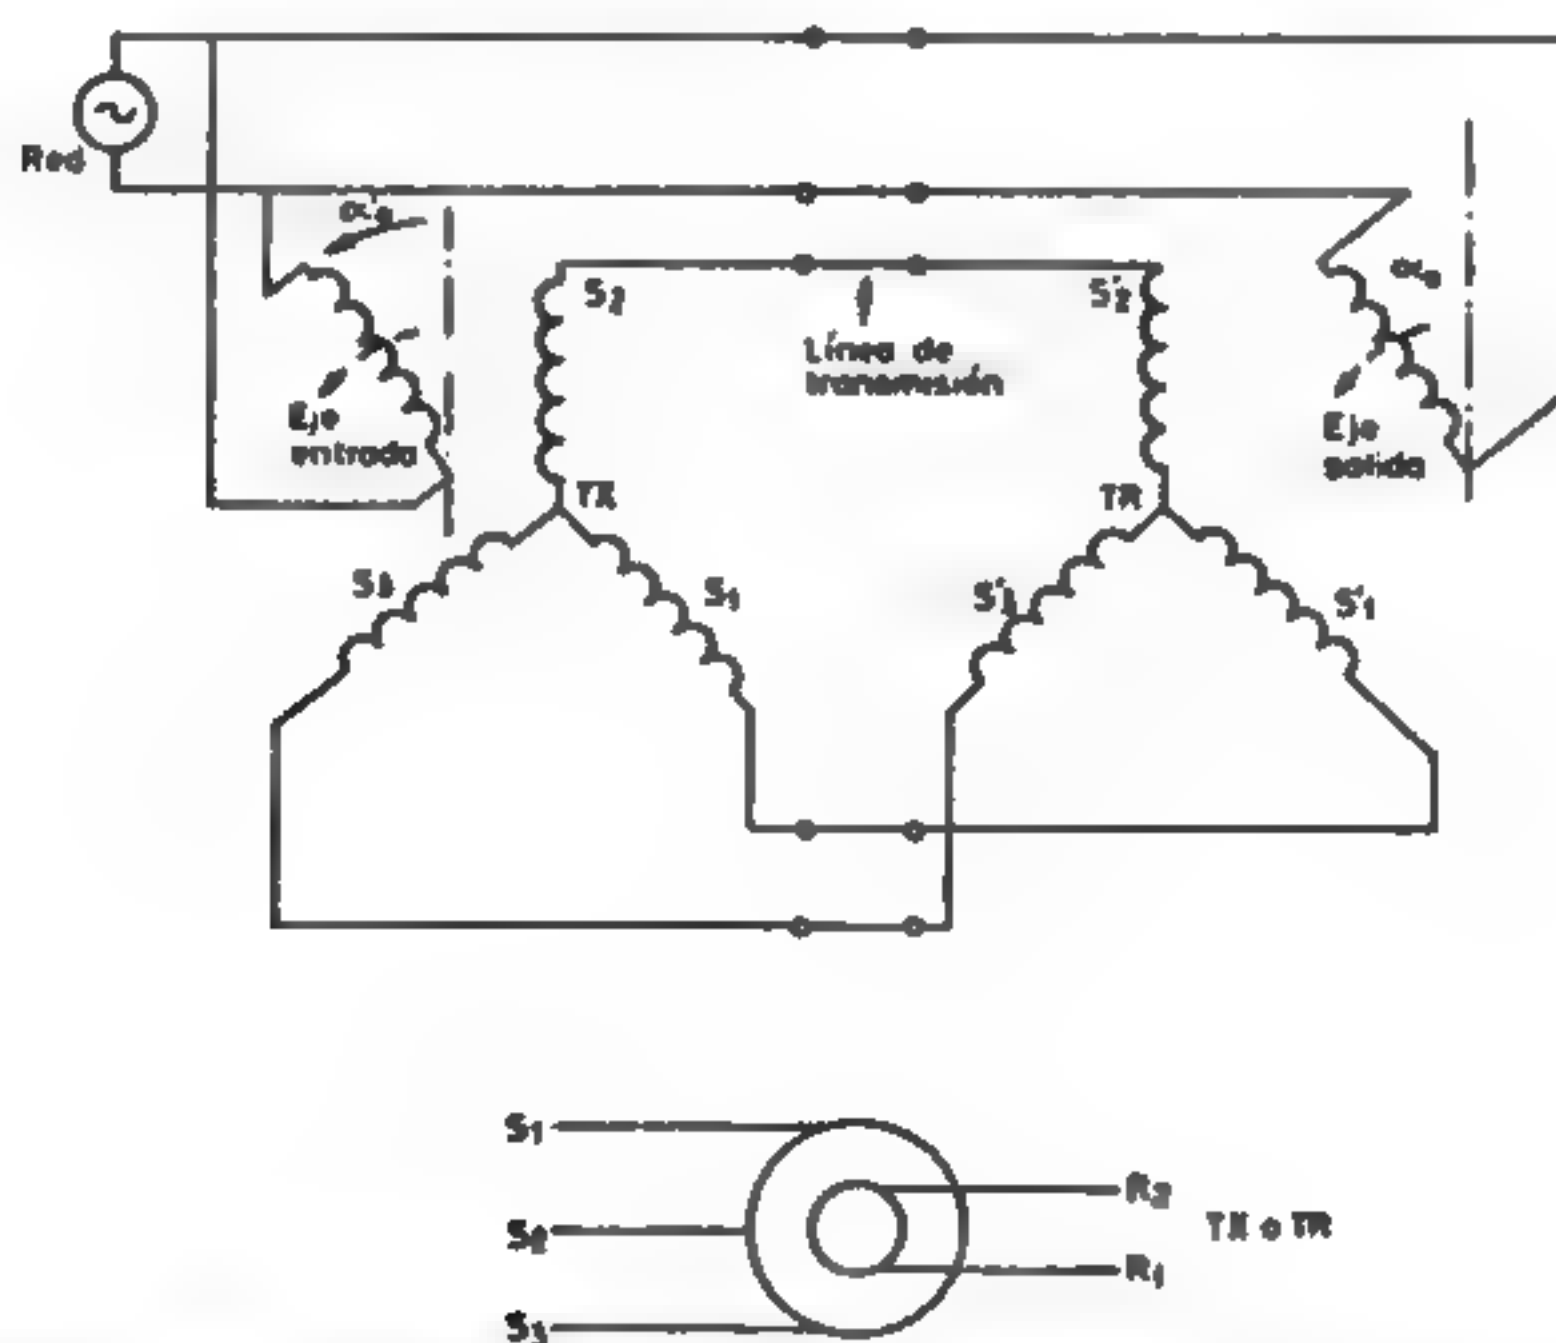 Red
α'e
S2
S'2
αe
Línea de
transmisión
Eje
entrada
Eje
salida
TX
TR
S3
S1
S'3
S'1
S1
R2
S2
TX o TR
R1
S3